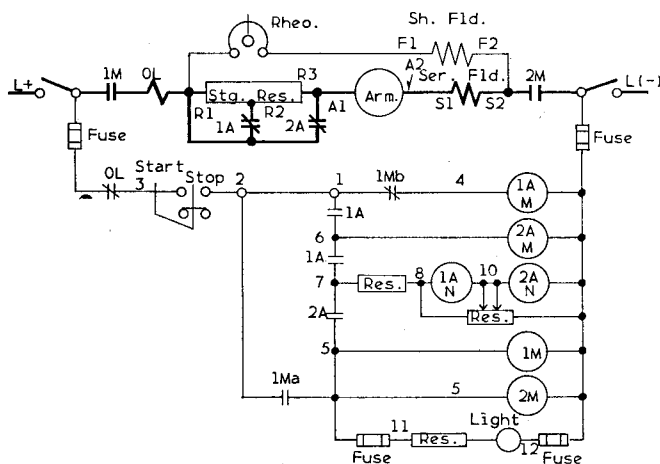 Rheo.
Sh. Fld.
F1 F2
L+ 1M OL R3 A2 Ser. Fld. 2M L(-)
Stg. Res. A1 Arm.
R1 R2 S1 S2
1A 2A
Fuse Fuse
OL Start Stop
3 2 1 1Mb 4 1A M
1A
6 2A M
1A
7 Res. 8 1A N 10 2A N
2A Res.
5 1M
1Ma 5 2M
Light
11 Res. 12
Fuse Fuse